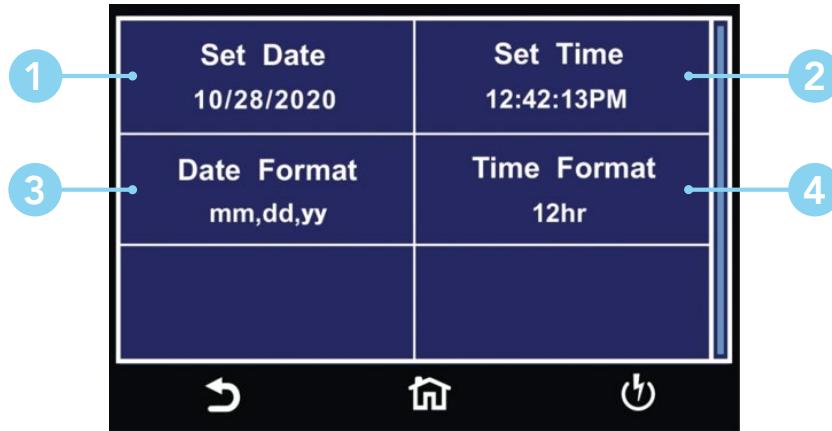 1
Set Date
10/28/2020
Set Time
12:42:13PM
2
3
Date Format
mm,dd,yy
Time Format
12hr
4